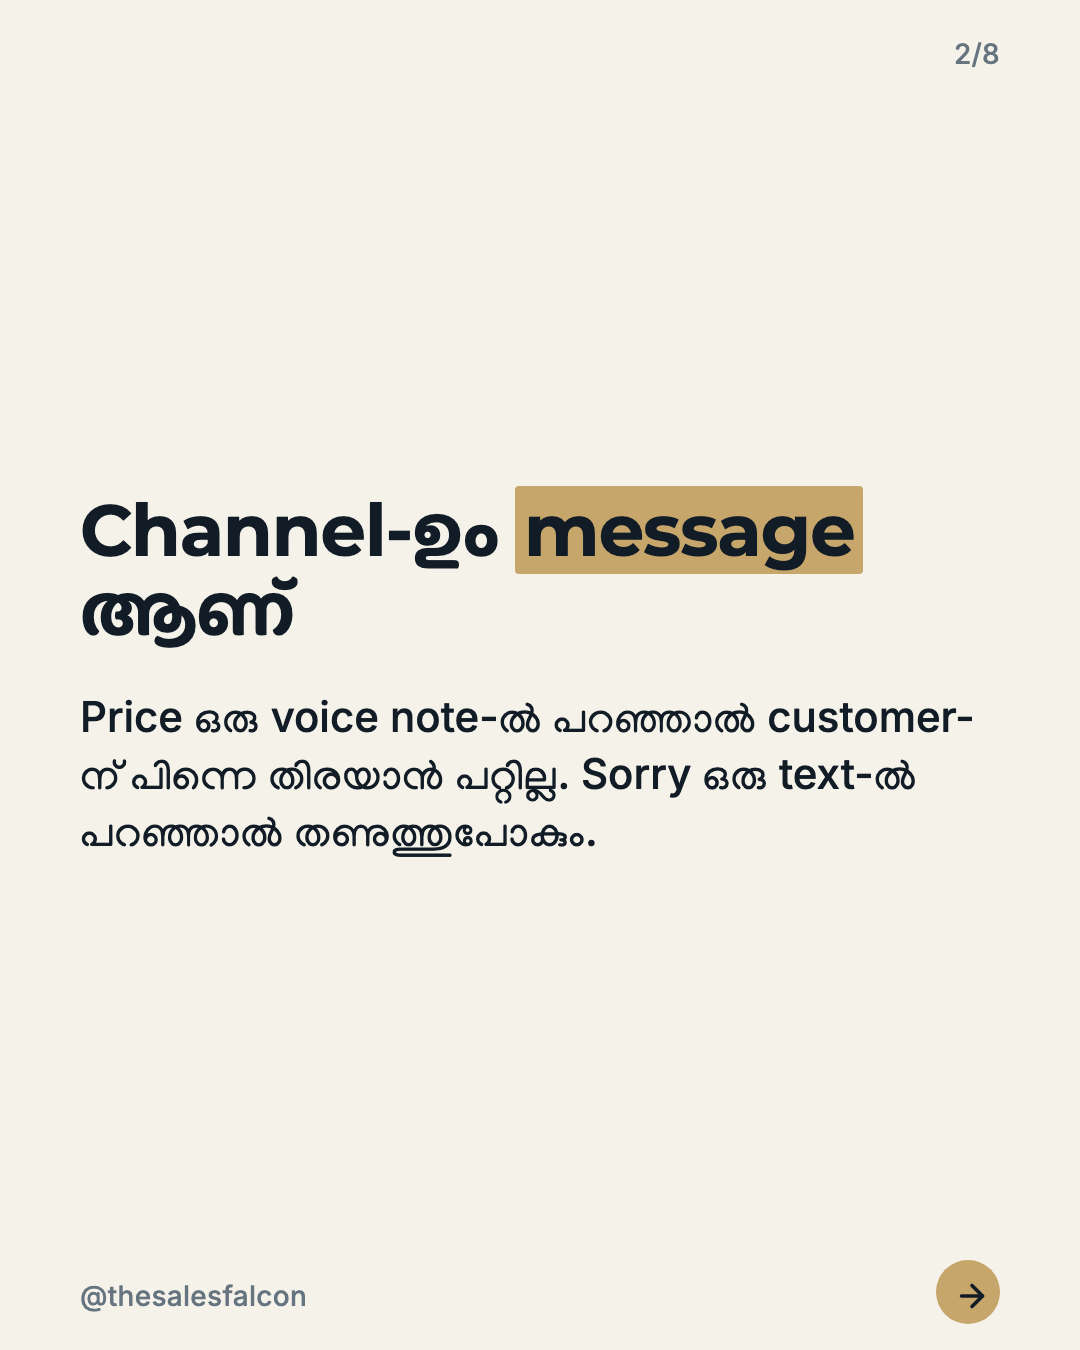 2/8
Channel-ഉം message
ആണ്
Price ഒരു voice note-ൽ പറഞ്ഞാൽ customer-
ന് പിന്നെ തിരയാൻ പറ്റില്ല. Sorry ഒരു text-ൽ
പറഞ്ഞാൽ തണുത്തുപോകും.
@thesalesfalcon